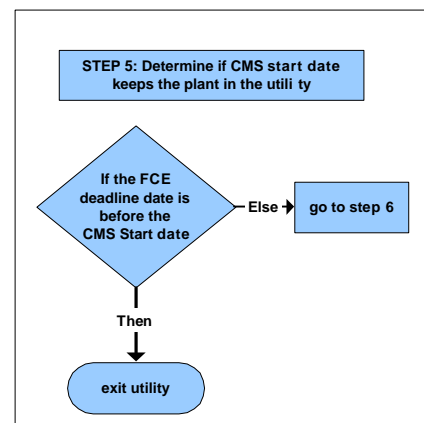 STEP 5: Determine if CMS start date
keeps the plant in the utili ty
If the FCE
deadline date is
before the
CMS Start date
Else
go to step 6
Then
exit utility